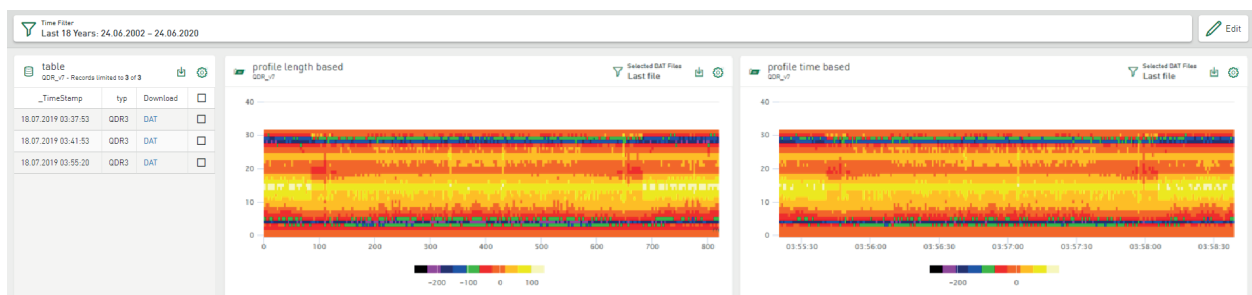 Time Filter
Last 18 Years: 24.06.2002 – 24.06.2020
Edit
table
QDR_v7 - Records limited to 3 of 3
_TimeStamp typ Download
18.07.2019 03:37:53 QDR3 DAT
18.07.2019 03:41:53 QDR3 DAT
18.07.2019 03:55:20 QDR3 DAT
profile length based
QDR_v7
Selected DAT Files
Last file
40
30
20
10
0
0 100 200 300 400 500 600 700 800
-200 -100 0 100
profile time based
QDR_v7
Selected DAT Files
Last file
40
30
20
10
0
03:55:30 03:56:00 03:56:30 03:57:00 03:57:30 03:58:00 03:58:30
-200 0